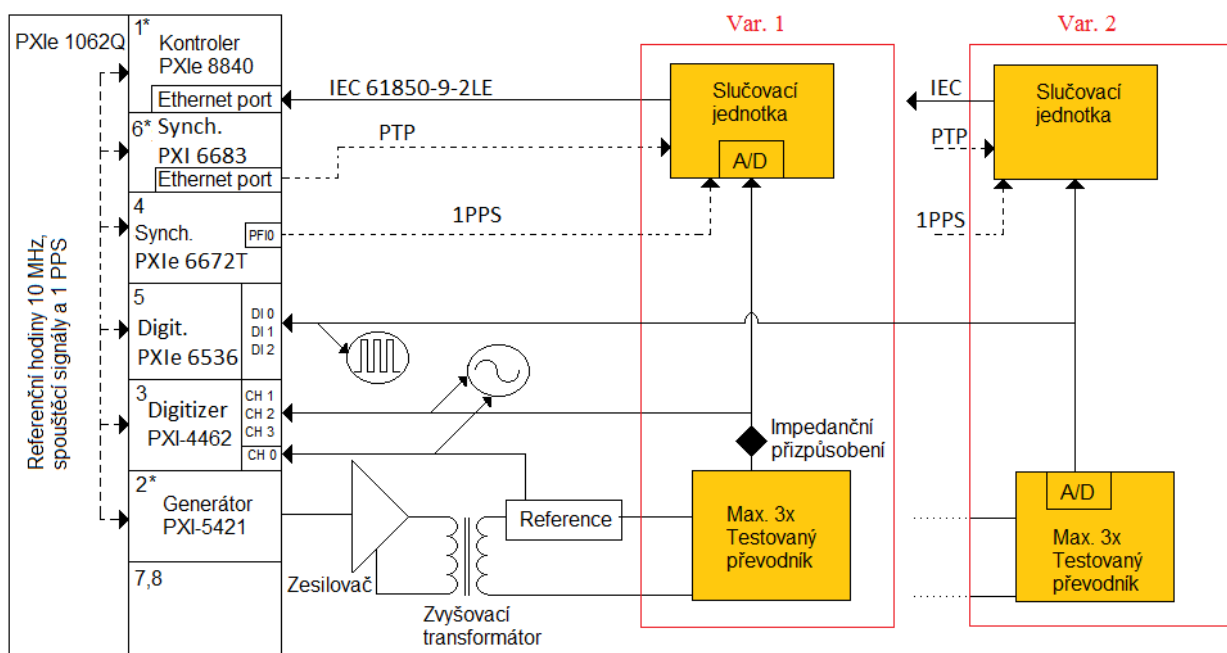 Var. 1
Var. 2
PXIe 1062Q
Referenční hodiny 10 MHz,
spouštěcí signály a 1 PPS
1*
Kontroler
PXIe 8840
Ethernet port
6*
Synch.
PXI 6683
Ethernet port
4
Synch.
PXIe 6672T
PFI0
5
Digit.
PXIe 6536
DI 0
DI 1
DI 2
3
Digitizer
PXI-4462
CH 1
CH 2
CH 3
CH 0
2*
Generátor
PXI-5421
7,8
IEC 61850-9-2LE
PTP
1PPS
Zesilovač
Zvyšovací
transformátor
Reference
Slučovací
jednotka
A/D
Impedanční
přizpůsobení
Max. 3x
Testovaný
převodník
IEC
PTP
1PPS
Slučovací
jednotka
A/D
Max. 3x
Testovaný
převodník